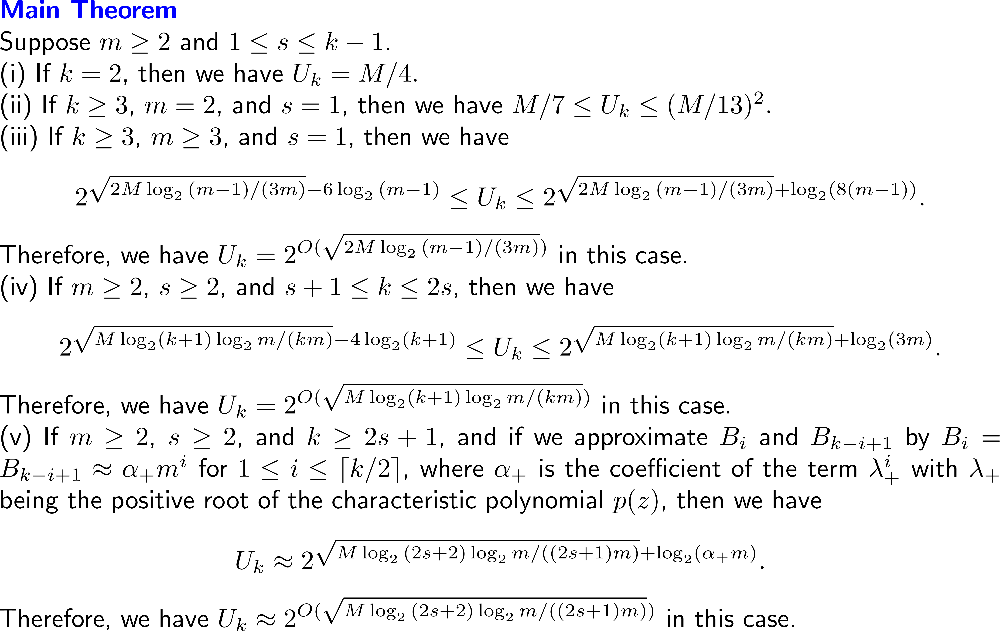 Main Theorem
Suppose $m \geq 2$ and $1 \leq s \leq k-1$.
(i) If $k = 2$, then we have $U_k = M/4$.
(ii) If $k \geq 3$, $m = 2$, and $s = 1$, then we have $M/7 \leq U_k \leq (M/13)^2$.
(iii) If $k \geq 3$, $m \geq 3$, and $s = 1$, then we have
$2^{\sqrt{2M \log_2 (m-1)/(3m)} - 6\log_2 (m-1)} \leq U_k \leq 2^{\sqrt{2M \log_2 (m-1)/(3m)} + \log_2(8(m-1))}$.
Therefore, we have $U_k = 2^{O(\sqrt{2M \log_2 (m-1)/(3m)})}$ in this case.
(iv) If $m \geq 2$, $s \geq 2$, and $s+1 \leq k \leq 2s$, then we have
$2^{\sqrt{M \log_2(k+1) \log_2 m/(km)} - 4\log_2(k+1)} \leq U_k \leq 2^{\sqrt{M \log_2(k+1) \log_2 m/(km)} + \log_2(3m)}$.
Therefore, we have $U_k = 2^{O(\sqrt{M \log_2(k+1) \log_2 m/(km)})}$ in this case.
(v) If $m \geq 2$, $s \geq 2$, and $k \geq 2s+1$, and if we approximate $B_i$ and $B_{k-i+1}$ by $B_i =$
$B_{k-i+1} \approx \alpha_+ m^i$ for $1 \leq i \leq \lceil k/2 \rceil$, where $\alpha_+$ is the coefficient of the term $\lambda_+^i$ with $\lambda_+$
being the positive root of the characteristic polynomial $p(z)$, then we have
$U_k \approx 2^{\sqrt{M \log_2 (2s+2) \log_2 m/((2s+1)m)} + \log_2(\alpha_+ m)}$.
Therefore, we have $U_k \approx 2^{O(\sqrt{M \log_2 (2s+2) \log_2 m/((2s+1)m)})}$ in this case.